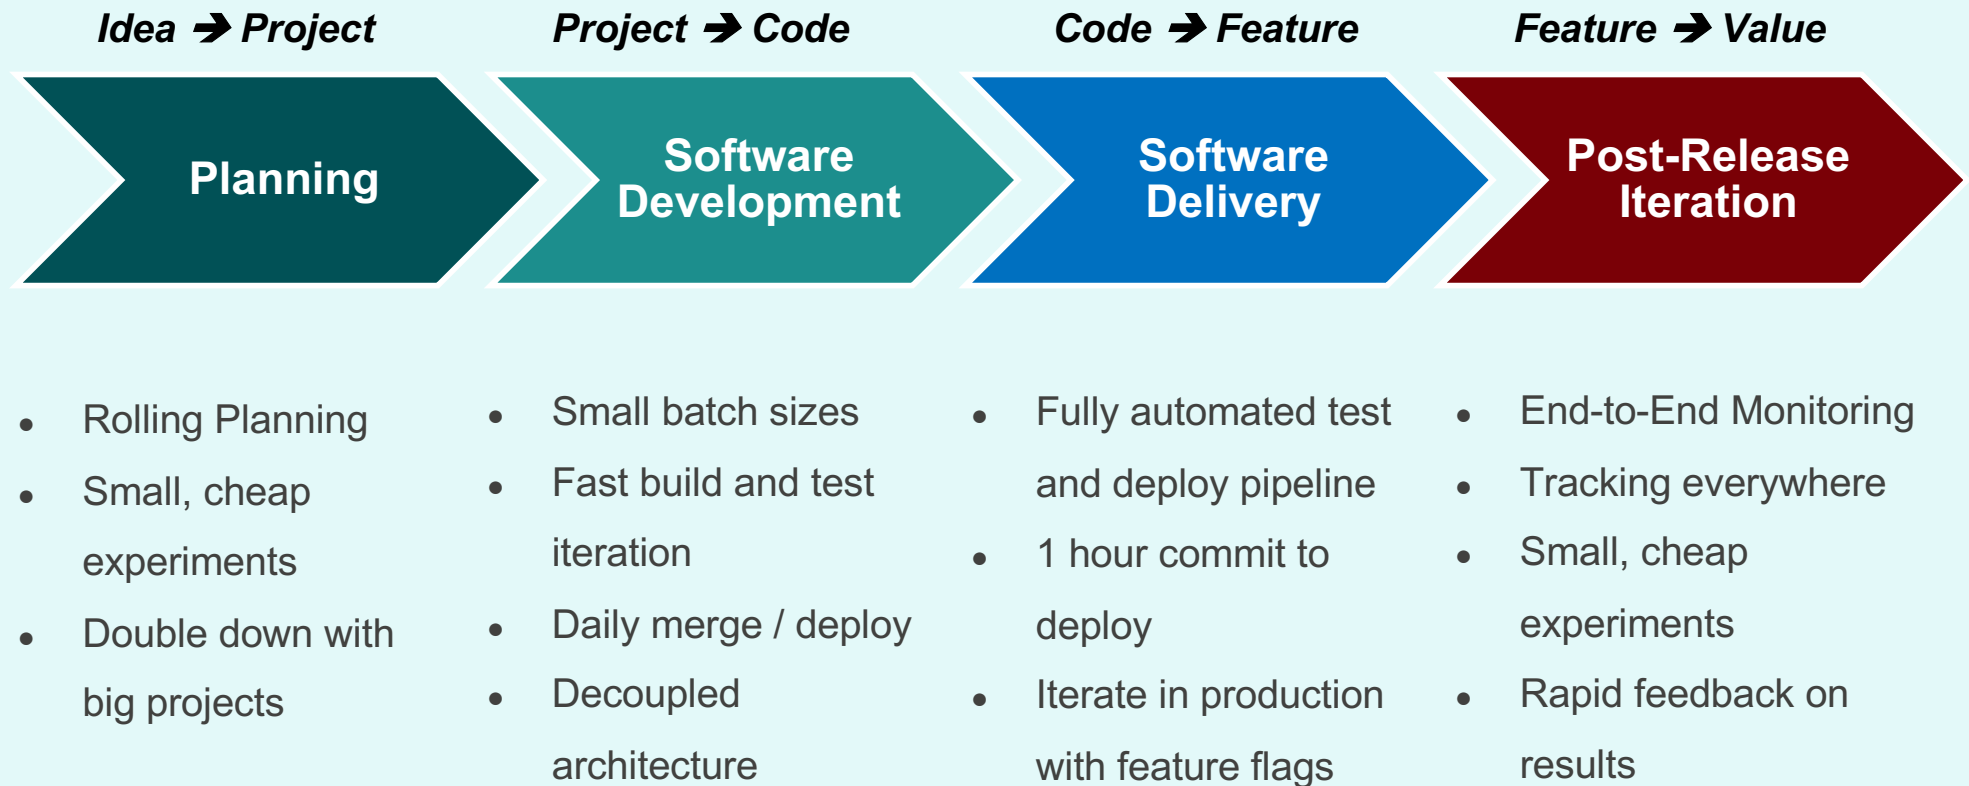 Idea ➔ Project
Project ➔ Code
Code ➔ Feature
Feature ➔ Value
Planning
Software
Development
Software
Delivery
Post-Release
Iteration
• Rolling Planning
• Small, cheap
experiments
• Double down with
big projects
• Small batch sizes
• Fast build and test
iteration
• Daily merge / deploy
• Decoupled
architecture
• Fully automated test
and deploy pipeline
• 1 hour commit to
deploy
• Iterate in production
with feature flags
• End-to-End Monitoring
• Tracking everywhere
• Small, cheap
experiments
• Rapid feedback on
results